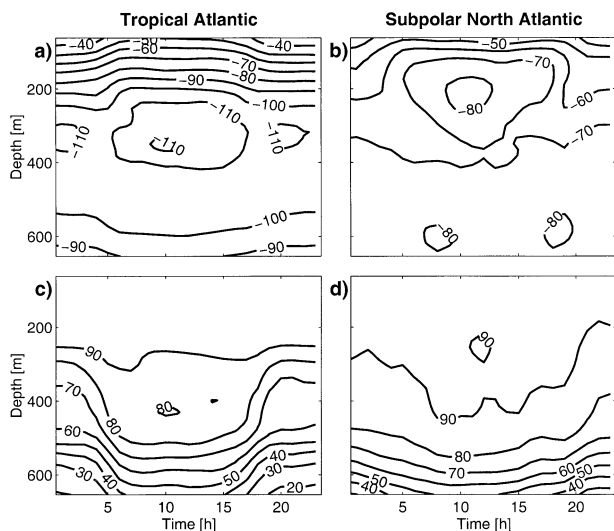 Tropical Atlantic Subpolar North Atlantic
a) −40 −60 −40 b) −50
−70 −70
−80
200 −90 −100 −60
−110 −110 −80
Depth [m] −110 −110 −70
400
−100
600 −90 −90 −80 −80
c) d)
200
90 90
70
Depth [m] 400 80 80 90
60 80
50 40 70 60
40 30 50 50
600 30 20 40 40
5 10 15 20 5 10 15 20
Time [h] Time [h]